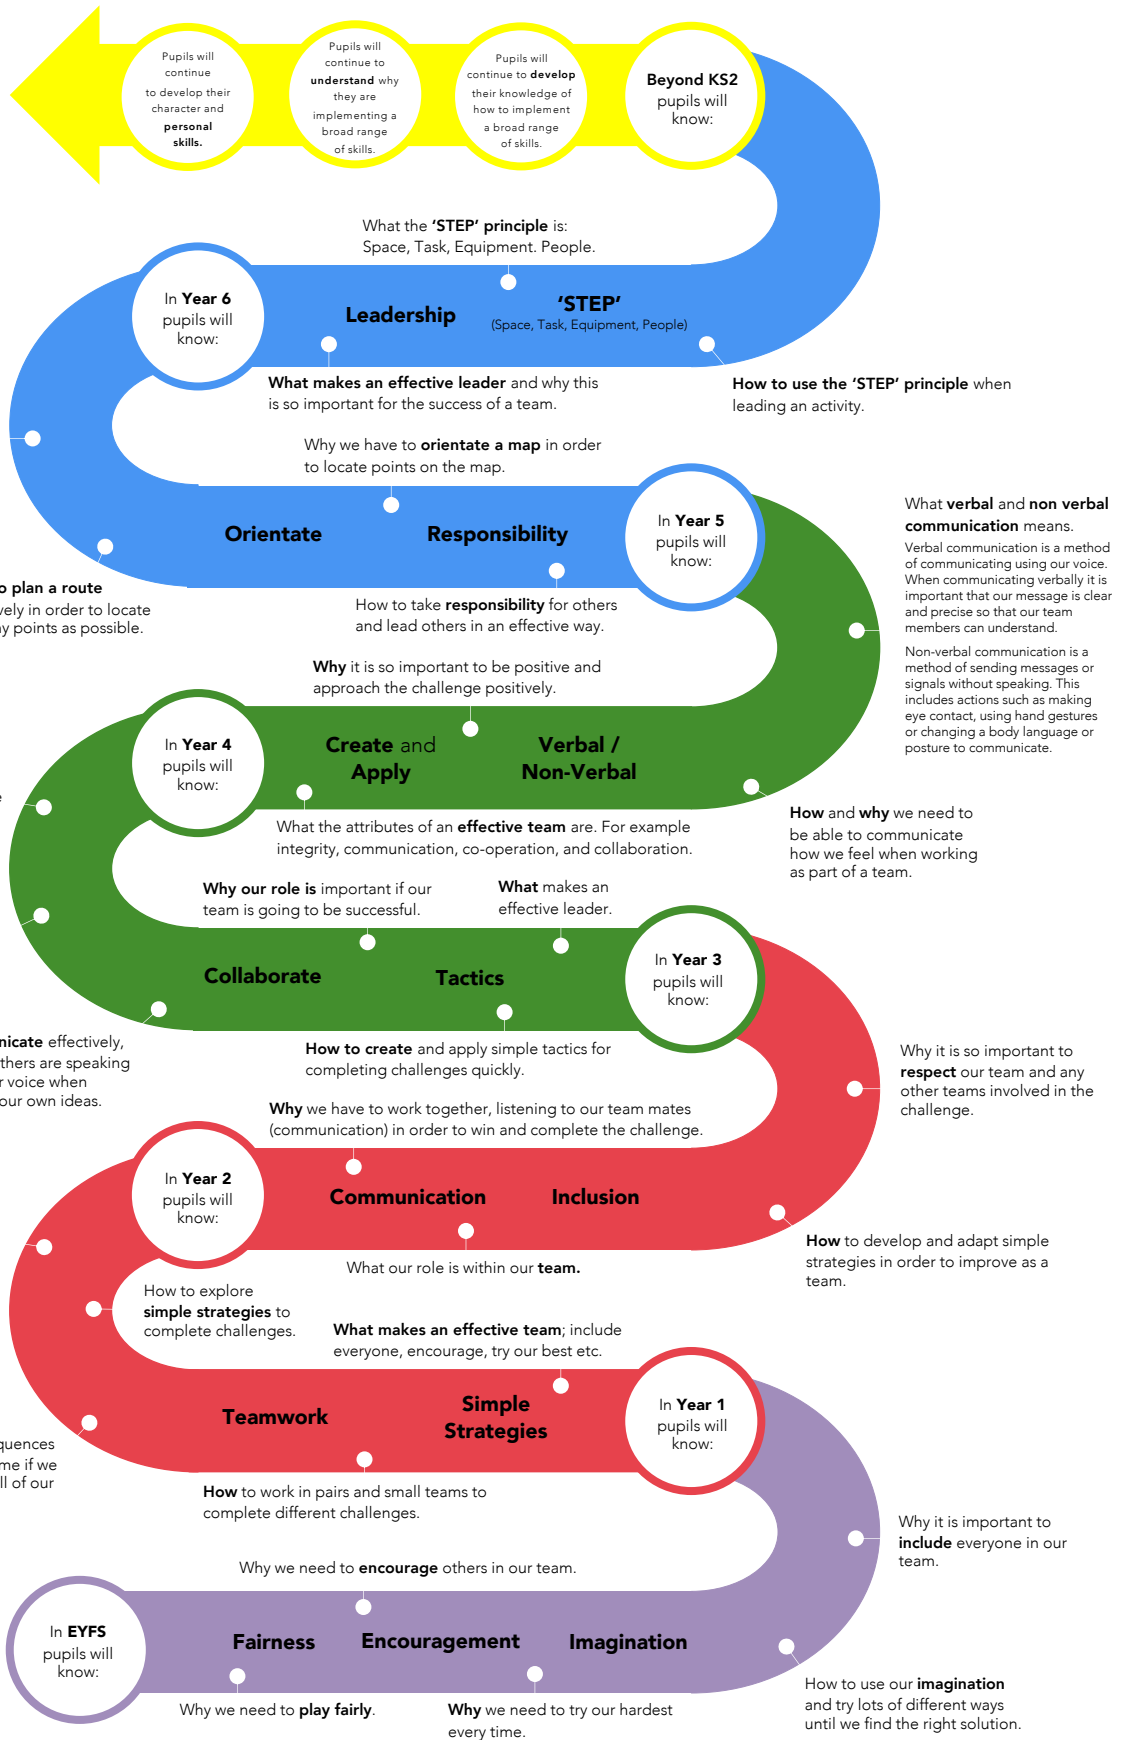 Pupils will
continue
to develop their
character and
personal
skills.
Pupils will
continue to
understand why
they are
implementing a
broad range
of skills.
Pupils will
continue to develop
their knowledge of
how to implement
a broad range
of skills.
Beyond KS2
pupils will
know:
What the ‘STEP’ principle is:
Space, Task, Equipment. People.
In Year 6
pupils will
know:
Leadership
‘STEP’
(Space, Task, Equipment, People)
What makes an effective leader and why this
is so important for the success of a team.
How to use the ‘STEP’ principle when
leading an activity.
Why we have to orientate a map in order
to locate points on the map.
Orientate
Responsibility
In Year 5
pupils will
know:
What verbal and non verbal
communication means.
Verbal communication is a method
of communicating using our voice.
When communicating verbally it is
important that our message is clear
and precise so that our team
members can understand.
Non-verbal communication is a
method of sending messages or
signals without speaking. This
includes actions such as making
eye contact, using hand gestures
or changing a body language or
posture to communicate.
plan a route
in order to locate
points as possible.
How to take responsibility for others
and lead others in an effective way.
Why it is so important to be positive and
approach the challenge positively.
In Year 4
pupils will
know:
Create and
Apply
Verbal /
Non-Verbal
What the attributes of an effective team are. For example
integrity, communication, co-operation, and collaboration.
How and why we need to
be able to communicate
how we feel when working
as part of a team.
Why our role is important if our
team is going to be successful.
What makes an
effective leader.
Collaborate
Tactics
In Year 3
pupils will
know:
effectively,
are speaking
voice when
our own ideas.
How to create and apply simple tactics for
completing challenges quickly.
Why it is so important to
respect our team and any
other teams involved in the
challenge.
Why we have to work together, listening to our team mates
(communication) in order to win and complete the challenge.
In Year 2
pupils will
know:
Communication
Inclusion
What our role is within our team.
How to develop and adapt simple
strategies in order to improve as a
team.
How to explore
simple strategies to
complete challenges.
What makes an effective team; include
everyone, encourage, try our best etc.
Teamwork
Simple
Strategies
In Year 1
pupils will
know:
if we
of our
How to work in pairs and small teams to
complete different challenges.
Why it is important to
include everyone in our
team.
Why we need to encourage others in our team.
In EYFS
pupils will
know:
Fairness
Encouragement
Imagination
Why we need to play fairly.
Why we need to try our hardest
every time.
How to use our imagination
and try lots of different ways
until we find the right solution.